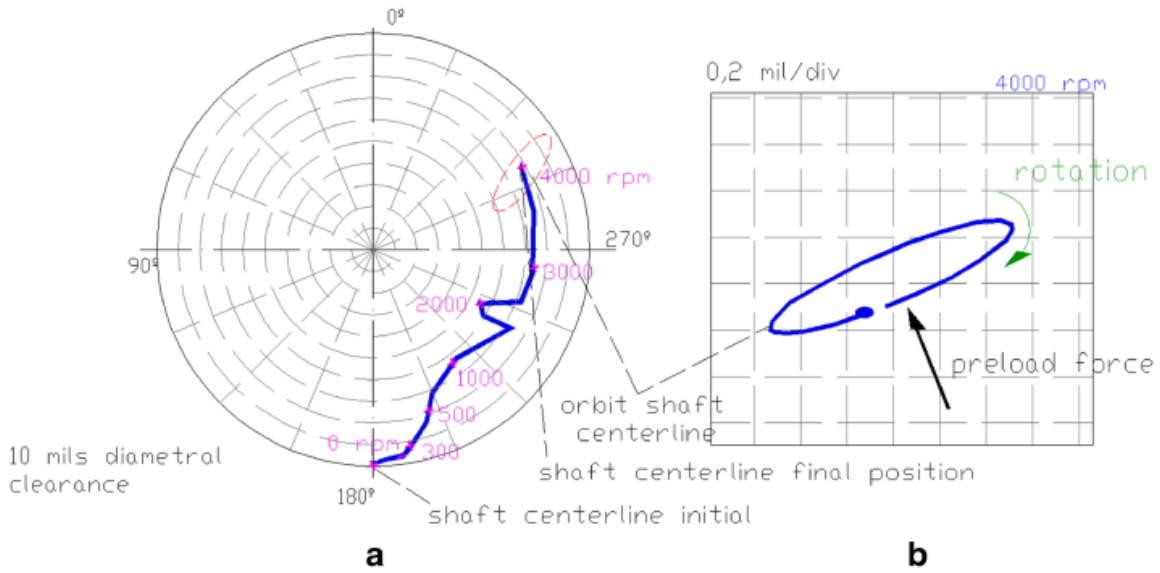 0º
0,2 mil/div
4000 rpm
rotation
4000 rpm
270º
90º
3000
2000
preload force
1000
orbit shaft
centerline
500
0 rpm
300
10 mils diametral
clearance
shaft centerline final position
180º
shaft centerline initial
a
b